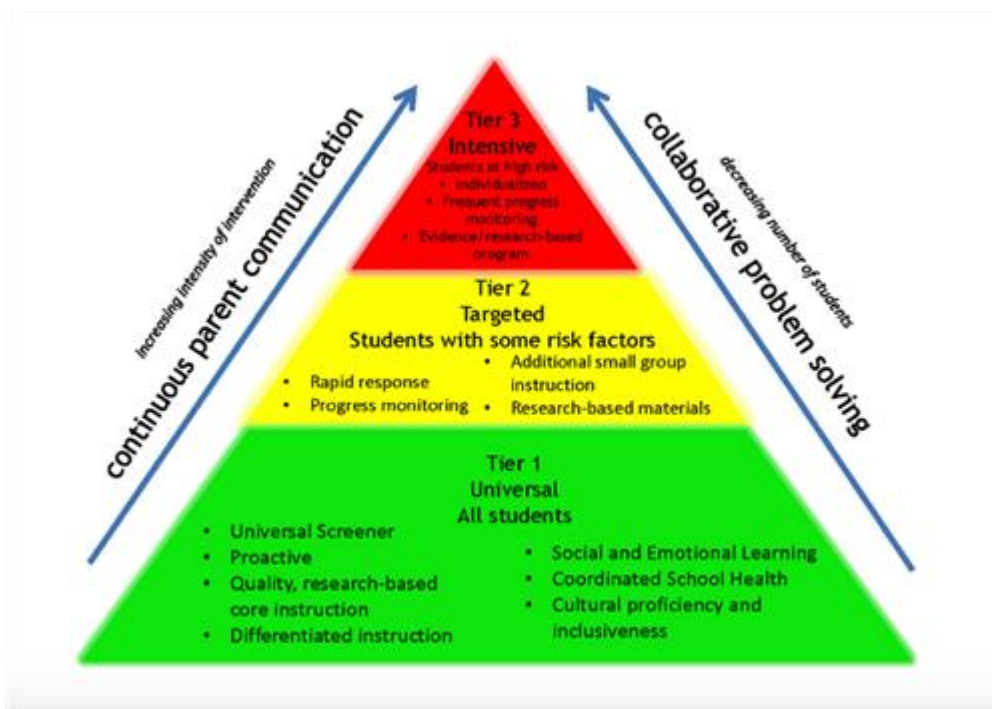 Tier 3
Intensive
Students at high risk
• Individualized
• Frequent progress
monitoring
• Evidence/research-based
program
Increasing intensity of intervention
continuous parent communication
collaborative problem solving
decreasing number of students
Tier 2
Targeted
Students with some risk factors
• Rapid response
• Progress monitoring
• Additional small group
instruction
• Research-based materials
Tier 1
Universal
All students
• Universal Screener
• Proactive
• Quality, research-based
core instruction
• Differentiated instruction
• Social and Emotional Learning
• Coordinated School Health
• Cultural proficiency and
inclusiveness